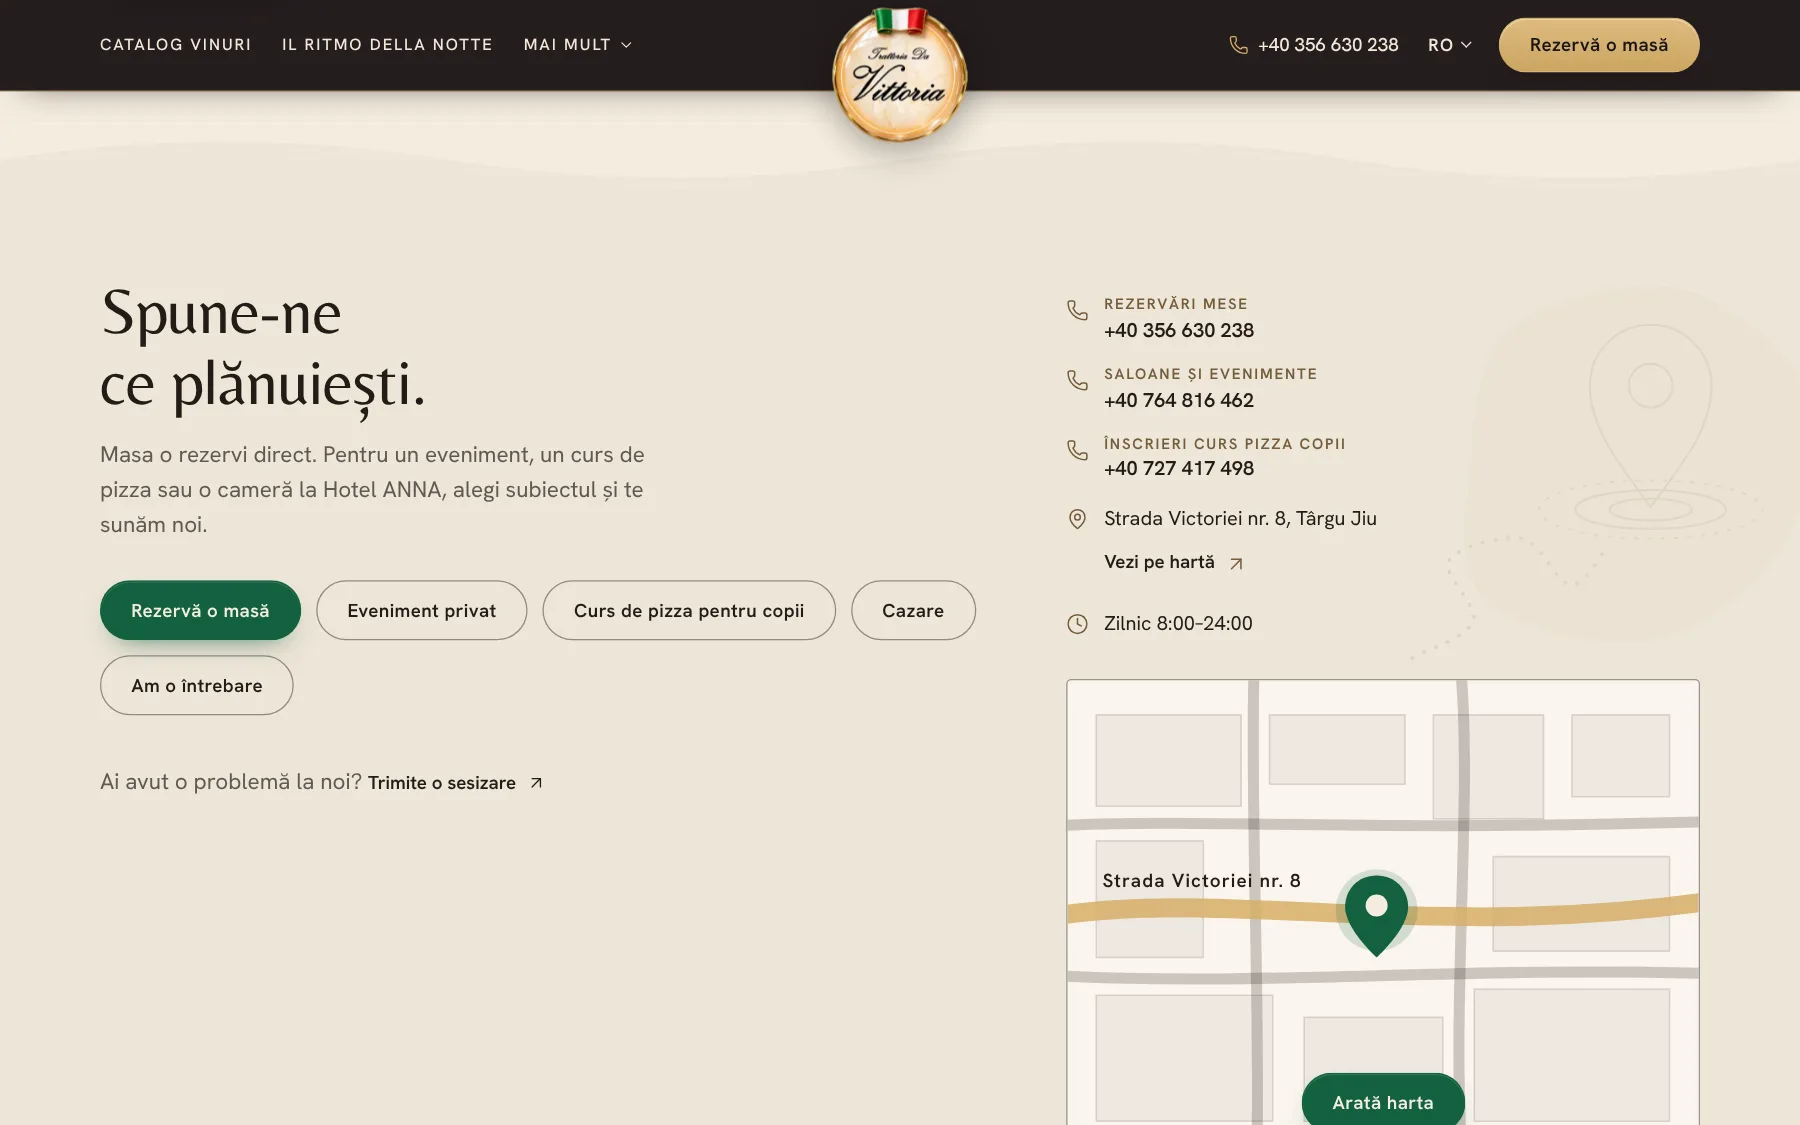 CATALOG VINURI
IL RITMO DELLA NOTTE
MAI MULT
Trattoria Da
Vittoria
+40 356 630 238
RO
Rezervă o masă
Spune-ne
ce plănuiești.
Masa o rezervi direct. Pentru un eveniment, un curs de
pizza sau o cameră la Hotel ANNA, alegi subiectul și te
sunăm noi.
Rezervă o masă
Eveniment privat
Curs de pizza pentru copii
Cazare
Am o întrebare
Ai avut o problemă la noi? Trimite o sesizare
REZERVĂRI MESE
+40 356 630 238
SALOANE ȘI EVENIMENTE
+40 764 816 462
ÎNSCRIERI CURS PIZZA COPII
+40 727 417 498
Strada Victoriei nr. 8, Târgu Jiu
Vezi pe hartă
Zilnic 8:00–24:00
Strada Victoriei nr. 8
Arată harta